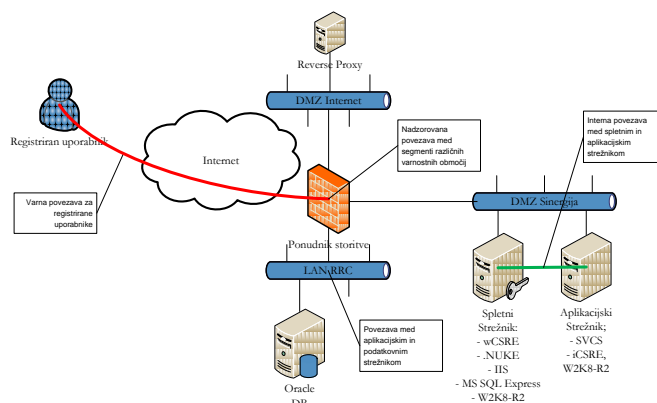 Reverse Proxy
DMZ Internet
Registriran uporabnik
Internet
Nadzorovana
povezava med
segmenti različnih
varnostnih območij
Interna povezava
med spletnim in
aplikacijskim
strežnikom
Varna povezava za
registrirane
uporabnike
DMZ Sinergija
Ponudnik storitve
LAN RRC
Povezava med
aplikacijskim in
podatkovnim
strežnikom
Spletni
Strežnik:
- wCSRE
- .NUKE
- IIS
- MS SQL Express
- W2K8-R2
Aplikacijski
Strežnik;
- SVCS
- iCSRE,
W2K8-R2
Oracle
DB